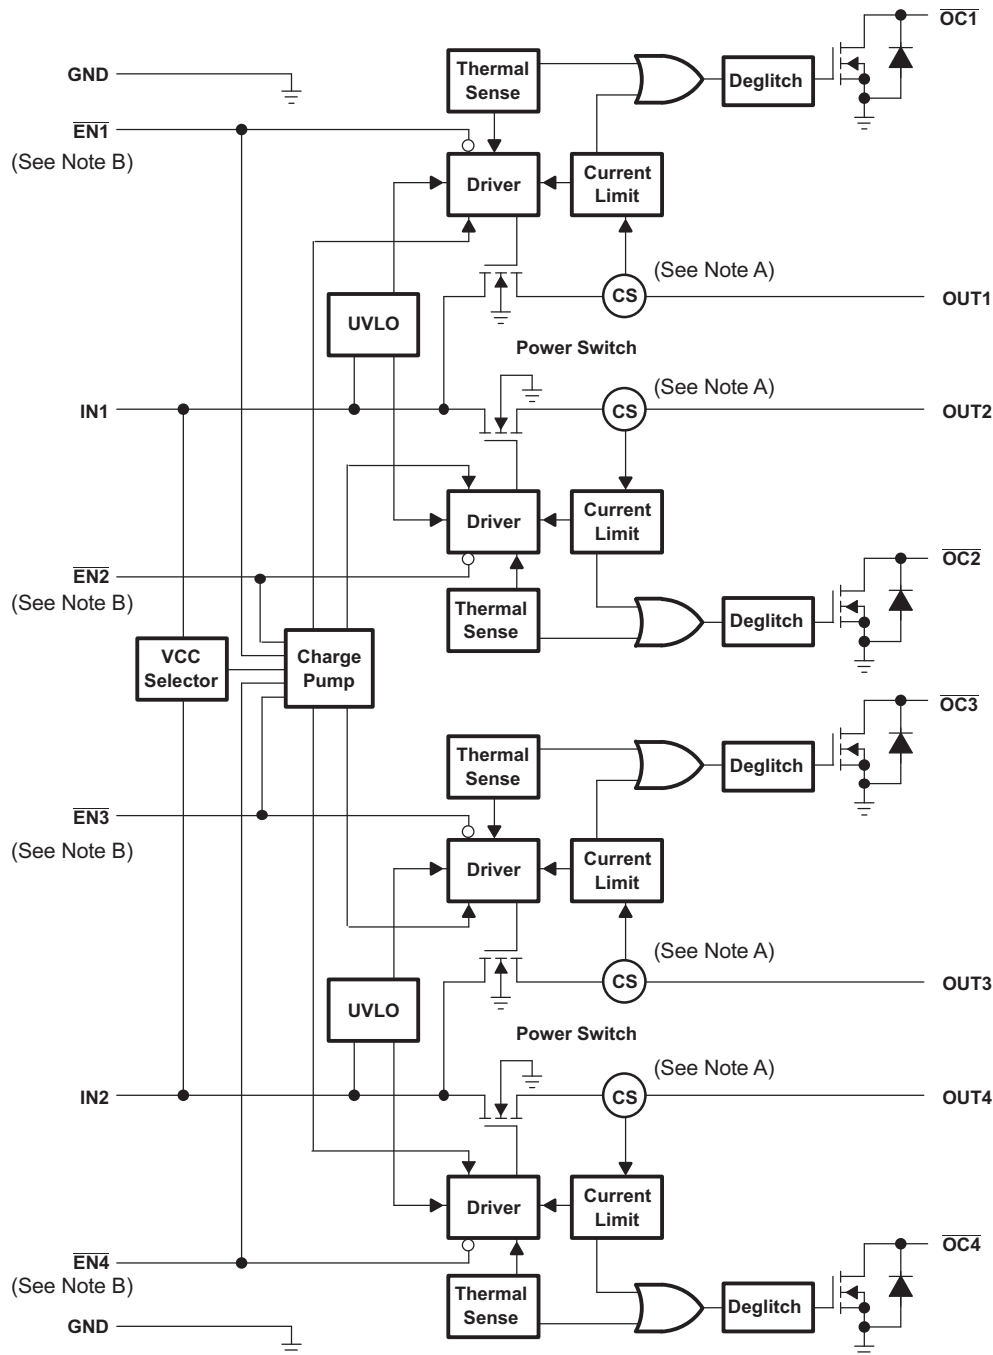 OC1
Thermal
Sense
Deglitch
GND
EN1
(See Note B)
Driver
Current
Limit
(See Note A)
CS
OUT1
UVLO
Power Switch
(See Note A)
IN1
CS
OUT2
Driver
Current
Limit
OC2
EN2
(See Note B)
Thermal
Sense
Deglitch
VCC
Selector
Charge
Pump
OC3
Thermal
Sense
Deglitch
EN3
(See Note B)
Driver
Current
Limit
(See Note A)
CS
OUT3
UVLO
Power Switch
(See Note A)
IN2
CS
OUT4
Driver
Current
Limit
OC4
EN4
(See Note B)
Thermal
Sense
Deglitch
GND